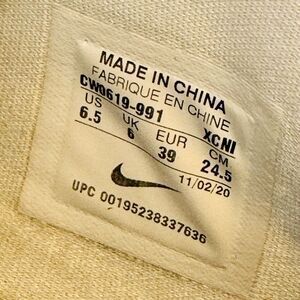 MADE IN CHINA
FABRIQUE EN CHINE
CW0619-991 XCNI
US UK EUR CM
6.5 6 39 24.5
11/02/20
UPC 00195238337636